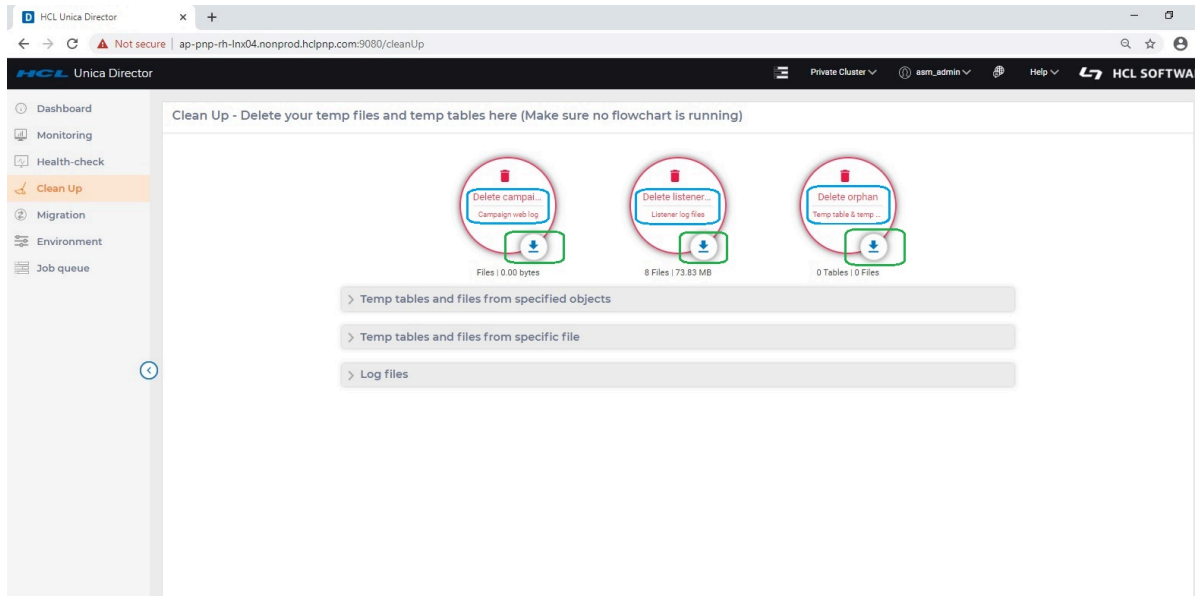 HCL Unica Director
Not secure | ap-pnp-rh-lnx04.nonprod.hclpnp.com:9080/cleanUp
HCL Unica Director Private Cluster asm_admin Help HCL SOFTWA
Dashboard
Monitoring
Health-check
Clean Up
Migration
Environment
Job queue
Clean Up - Delete your temp files and temp tables here (Make sure no flowchart is running)
Delete campai...
Campaign web log
Files | 0.00 bytes
Delete listener...
Listener log files
8 Files | 73.83 MB
Delete orphan
Temp table & temp ...
0 Tables | 0 Files
Temp tables and files from specified objects
Temp tables and files from specific file
Log files